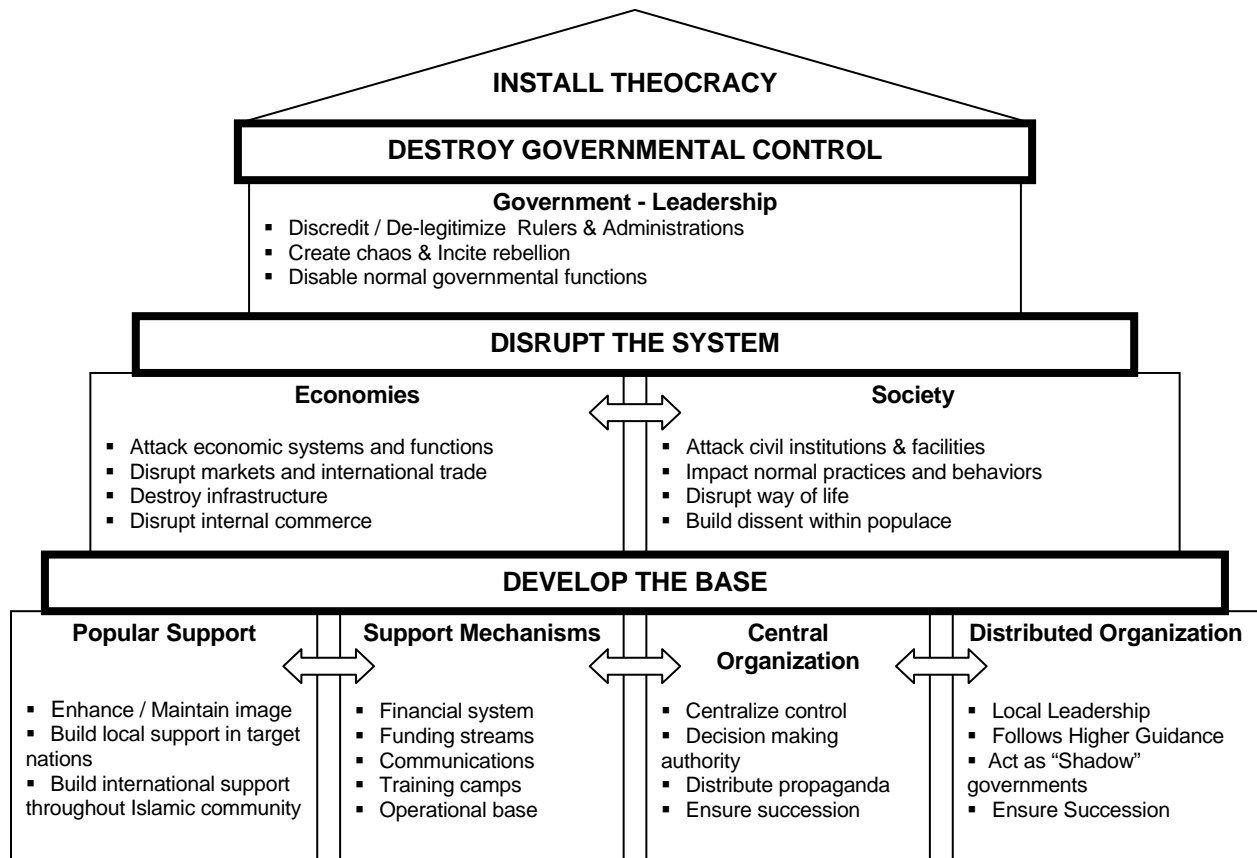 INSTALL THEOCRACY
DESTROY GOVERNMENTAL CONTROL
Government - Leadership
▪ Discredit / De-legitimize Rulers & Administrations
▪ Create chaos & Incite rebellion
▪ Disable normal governmental functions
DISRUPT THE SYSTEM
Economies
▪ Attack economic systems and functions
▪ Disrupt markets and international trade
▪ Destroy infrastructure
▪ Disrupt internal commerce
Society
▪ Attack civil institutions & facilities
▪ Impact normal practices and behaviors
▪ Disrupt way of life
▪ Build dissent within populace
DEVELOP THE BASE
Popular Support
▪ Enhance / Maintain image
▪ Build local support in target
nations
▪ Build international support
throughout Islamic community
Support Mechanisms
▪ Financial system
▪ Funding streams
▪ Communications
▪ Training camps
▪ Operational base
Central
Organization
▪ Centralize control
▪ Decision making
authority
▪ Distribute propaganda
▪ Ensure succession
Distributed Organization
▪ Local Leadership
▪ Follows Higher Guidance
▪ Act as “Shadow”
governments
▪ Ensure Succession